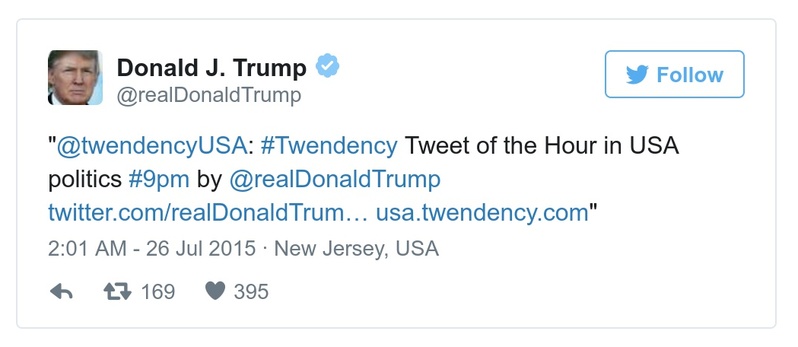 Donald J. Trump
@realDonaldTrump
Follow
"@twendencyUSA: #Twendency Tweet of the Hour in USA
politics #9pm by @realDonaldTrump
twitter.com/realDonaldTrum… usa.twendency.com"
2:01 AM - 26 Jul 2015 · New Jersey, USA
169 395